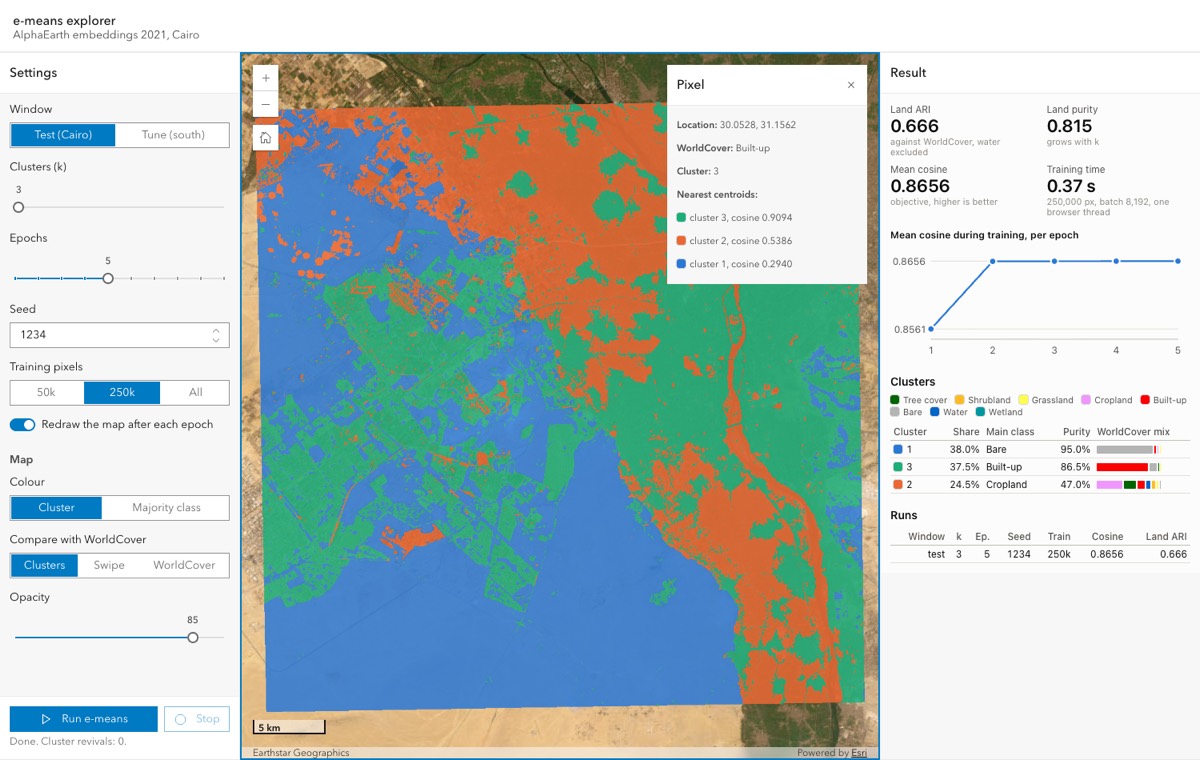 e-means explorer
AlphaEarth embeddings 2021, Cairo
Settings
Window
Test (Cairo) Tune (south)
Clusters (k)
3
Epochs
5
Seed
1234
Training pixels
50k 250k All
Redraw the map after each epoch
Map
Colour
Cluster Majority class
Compare with WorldCover
Clusters Swipe WorldCover
Opacity
85
Run e-means Stop
Done. Cluster revivals: 0.
+
−
Pixel ×
Location: 30.0528, 31.1562
WorldCover: Built-up
Cluster: 3
Nearest centroids:
cluster 3, cosine 0.9094
cluster 2, cosine 0.5386
cluster 1, cosine 0.2940
5 km
Earthstar Geographics Powered by Esri
Result
Land ARI
0.666
against WorldCover, water
excluded
Land purity
0.815
grows with k
Mean cosine
0.8656
objective, higher is better
Training time
0.37 s
250,000 px, batch 8,192, one
browser thread
Mean cosine during training, per epoch
0.8656
0.8561
1 2 3 4 5
Clusters
Tree cover Shrubland Grassland Cropland Built-up
Bare Water Wetland
Cluster Share Main class Purity WorldCover mix
1 38.0% Bare 95.0%
3 37.5% Built-up 86.5%
2 24.5% Cropland 47.0%
Runs
Window k Ep. Seed Train Cosine Land ARI
test 3 5 1234 250k 0.8656 0.666